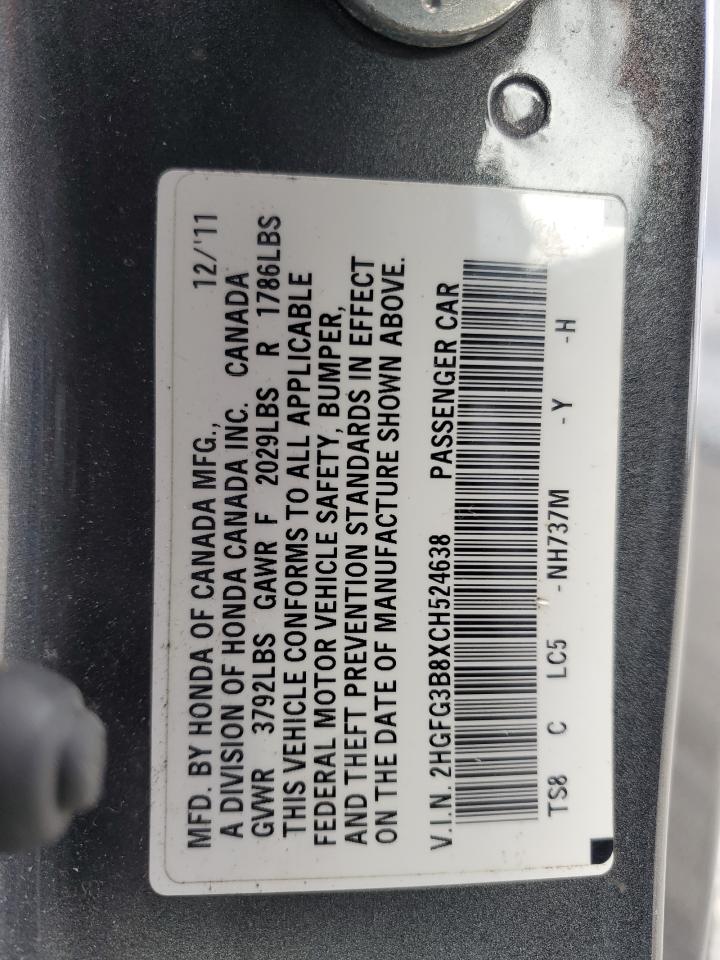 MFD. BY HONDA OF CANADA MFG., 12/'11
A DIVISION OF HONDA CANADA INC. CANADA
GVWR 3792LBS GAWR F 2029LBS R 1786LBS
THIS VEHICLE CONFORMS TO ALL APPLICABLE
FEDERAL MOTOR VEHICLE SAFETY, BUMPER,
AND THEFT PREVENTION STANDARDS IN EFFECT
ON THE DATE OF MANUFACTURE SHOWN ABOVE.
V.I.N. 2HGFG3B8XCH524638 PASSENGER CAR
TS8 C LC5 -NH737M -Y -H